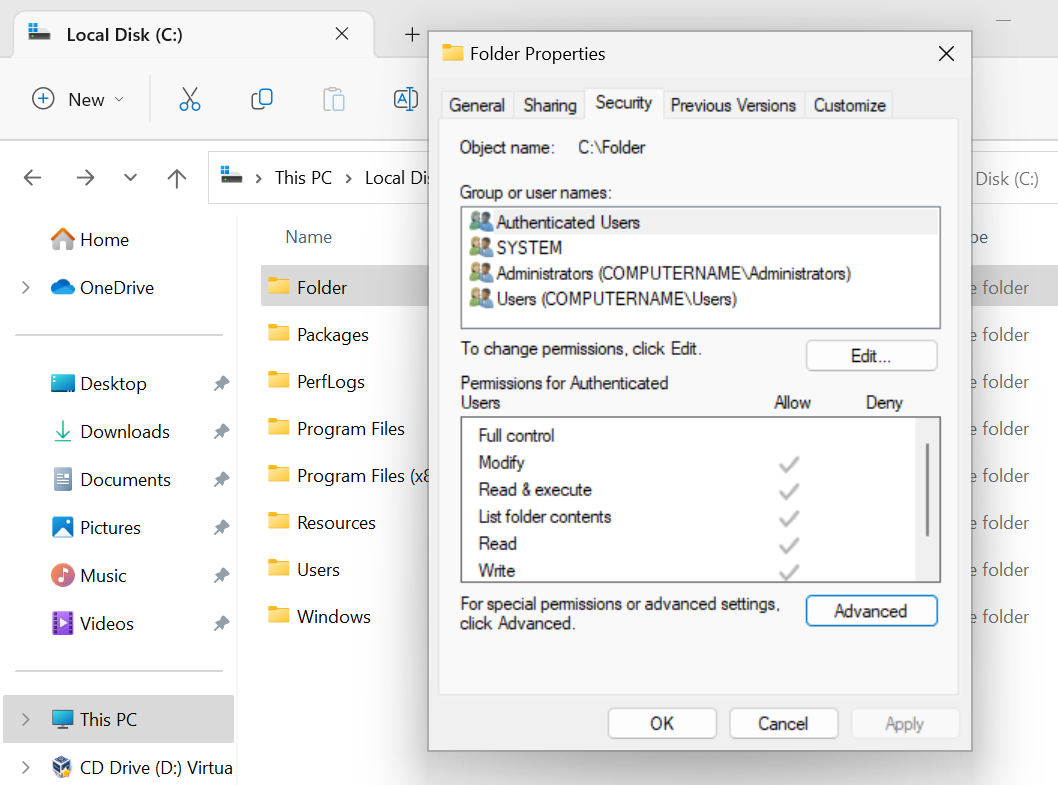 Local Disk (C:)
New
This PC
Local
Disk (C:)
Home
OneDrive
Desktop
Downloads
Documents
Pictures
Music
Videos
This PC
CD Drive (D:) Virtua
Name
Folder
Packages
PerfLogs
Program Files
Program Files
Resources
Users
Windows
folder
folder
folder
folder
folder
folder
folder
folder
Folder Properties
General Sharing Security Previous Versions Customize
Object name: C:\Folder
Group or user names:
Authenticated Users
SYSTEM
Administrators (COMPUTERNAME\Administrators)
Users (COMPUTERNAME\Users)
To change permissions, click Edit.
Edit...
Permissions for Authenticated
Users Allow Deny
Full control
Modify
Read & execute
List folder contents
Read
Write
For special permissions or advanced settings,
click Advanced.
Advanced
OK Cancel Apply